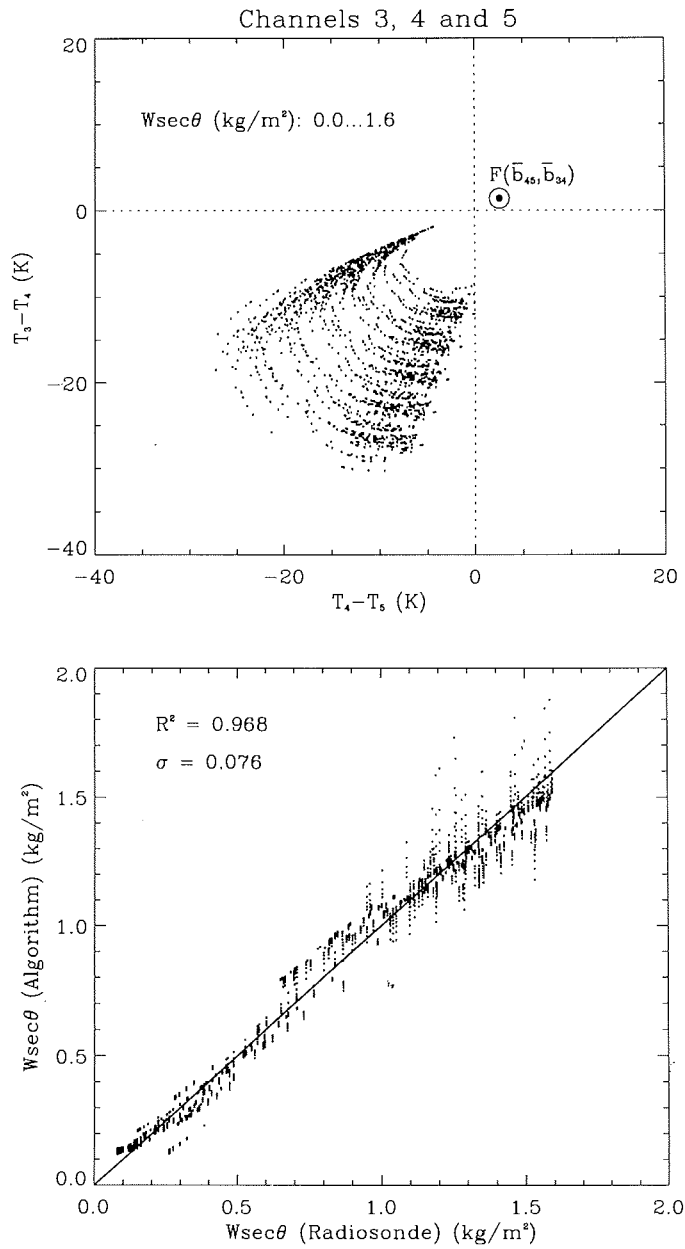 Channels 3, 4 and 5
20
Wsecθ (kg/m²): 0.0...1.6
F(b̅₄₅,b̅₃₄)
0
T₃−T₄ (K)
−20
−40
−40
−20
0
20
T₄−T₅ (K)
2.0
R² = 0.968
σ = 0.076
1.5
Wsecθ (Algorithm) (kg/m²)
1.0
0.5
0.0
0.0
0.5
1.0
1.5
2.0
Wsecθ (Radiosonde) (kg/m²)